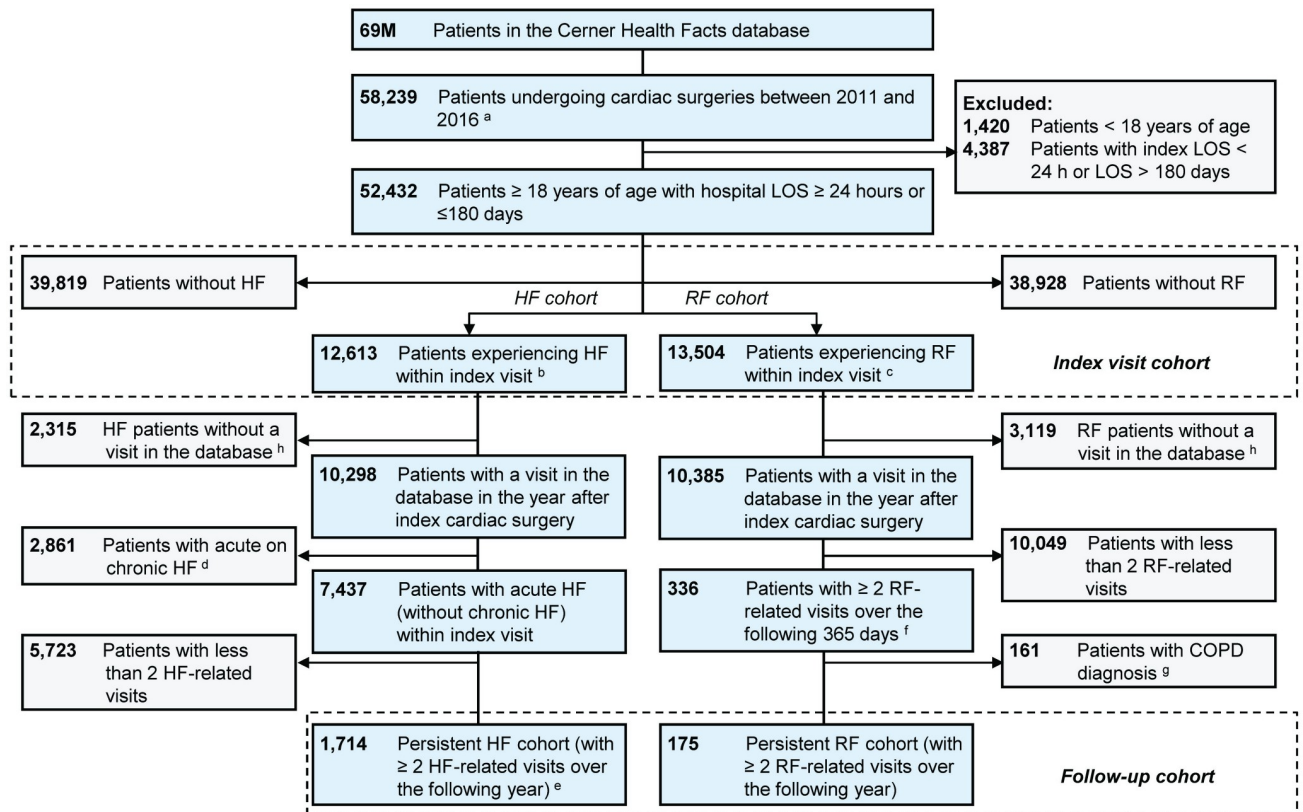 69M Patients in the Cerner Health Facts database
58,239 Patients undergoing cardiac surgeries between 2011 and
2016 a
Excluded:
1,420 Patients < 18 years of age
4,387 Patients with index LOS <
24 h or LOS > 180 days
52,432 Patients ≥ 18 years of age with hospital LOS ≥ 24 hours or
≤180 days
39,819 Patients without HF
38,928 Patients without RF
HF cohort
RF cohort
12,613 Patients experiencing HF
within index visit b
13,504 Patients experiencing RF
within index visit c
Index visit cohort
2,315 HF patients without a
visit in the database h
3,119 RF patients without a
visit in the database h
10,298 Patients with a visit in the
database in the year after
index cardiac surgery
10,385 Patients with a visit in the
database in the year after
index cardiac surgery
2,861 Patients with acute on
chronic HF d
10,049 Patients with less
than 2 RF-related
visits
7,437 Patients with acute HF
(without chronic HF)
within index visit
336 Patients with ≥ 2 RF-
related visits over the
following 365 days f
5,723 Patients with less
than 2 HF-related
visits
161 Patients with COPD
diagnosis g
1,714 Persistent HF cohort (with
≥ 2 HF-related visits over
the following year) e
175 Persistent RF cohort (with
≥ 2 RF-related visits over
the following year)
Follow-up cohort